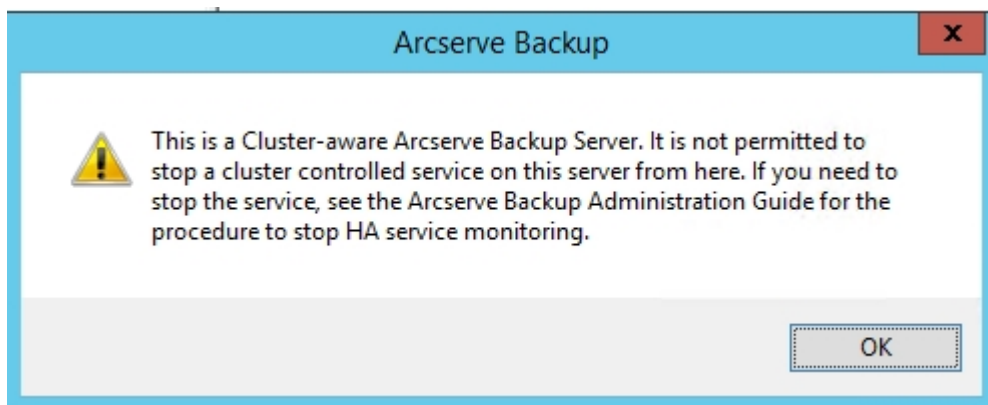 Arcserve Backup
x
This is a Cluster-aware Arcserve Backup Server. It is not permitted to
stop a cluster controlled service on this server from here. If you need to
stop the service, see the Arcserve Backup Administration Guide for the
procedure to stop HA service monitoring.
OK